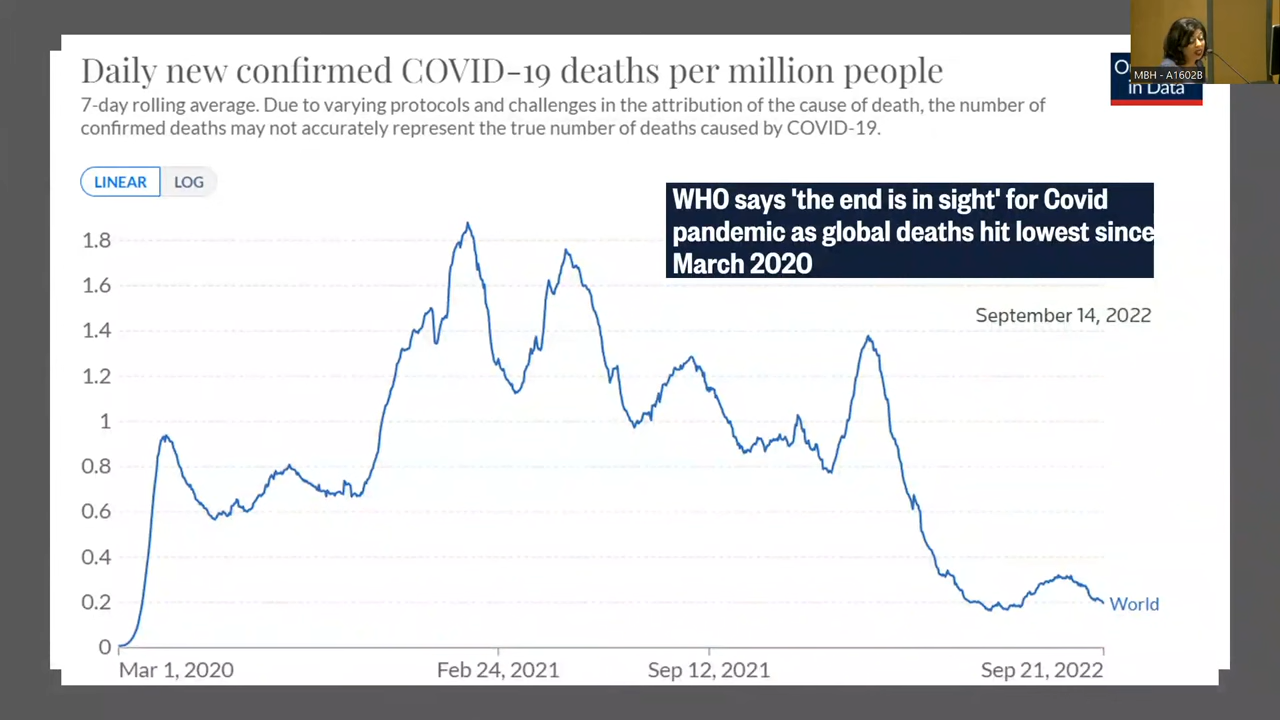 Daily new confirmed COVID-19 deaths per million people
7-day rolling average. Due to varying protocols and challenges in the attribution of the cause of death, the number of
confirmed deaths may not accurately represent the true number of deaths caused by COVID-19.
MBH - A1602B
in Data
LINEAR LOG
WHO says 'the end is in sight' for Covid
pandemic as global deaths hit lowest since
March 2020
September 14, 2022
1.8
1.6
1.4
1.2
1
0.8
0.6
0.4
0.2
0
World
Mar 1, 2020 Feb 24, 2021 Sep 12, 2021 Sep 21, 2022